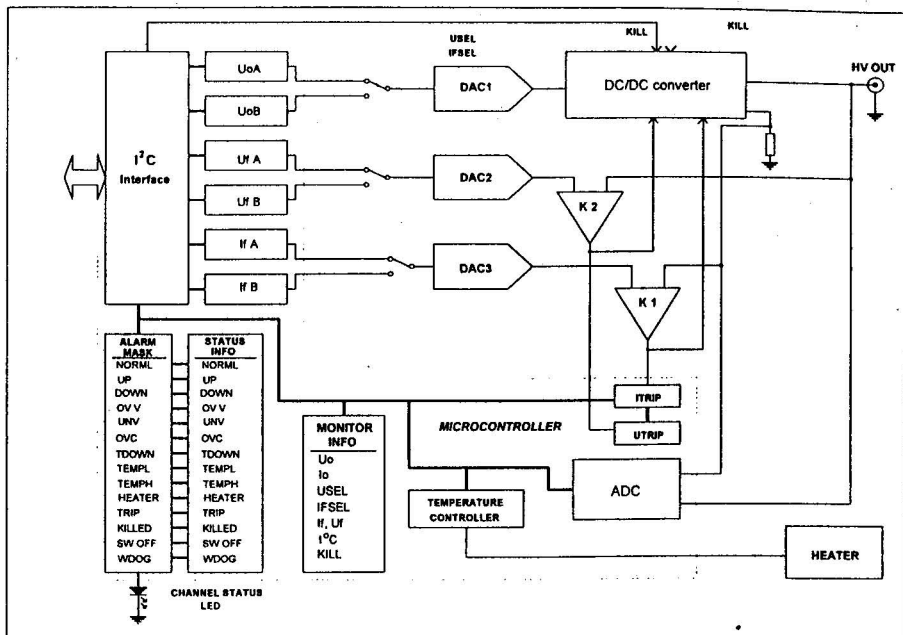 KILL
KILL
USEL
IFSEL
HV OUT
UoA
DAC1
DC/DC converter
UoB
I²C
Interface
Uf A
DAC2
Uf B
K 2
If A
DAC3
If B
K 1
ALARM
MASK
NORML
UP
DOWN
OV V
UNV
OVC
TDOWN
TEMPL
TEMPH
HEATER
TRIP
KILLED
SW OFF
WDOG
STATUS
INFO
NORML
UP
DOWN
OV V
UNV
OVC
TDOWN
TEMPL
TEMPH
HEATER
TRIP
KILLED
SW OFF
WDOG
CHANNEL STATUS
LED
MONITOR
INFO
Uo
Io
USEL
IFSEL
If, Uf
I°C
KILL
MICROCONTROLLER
ITRIP
UTRIP
ADC
TEMPERATURE
CONTROLLER
HEATER